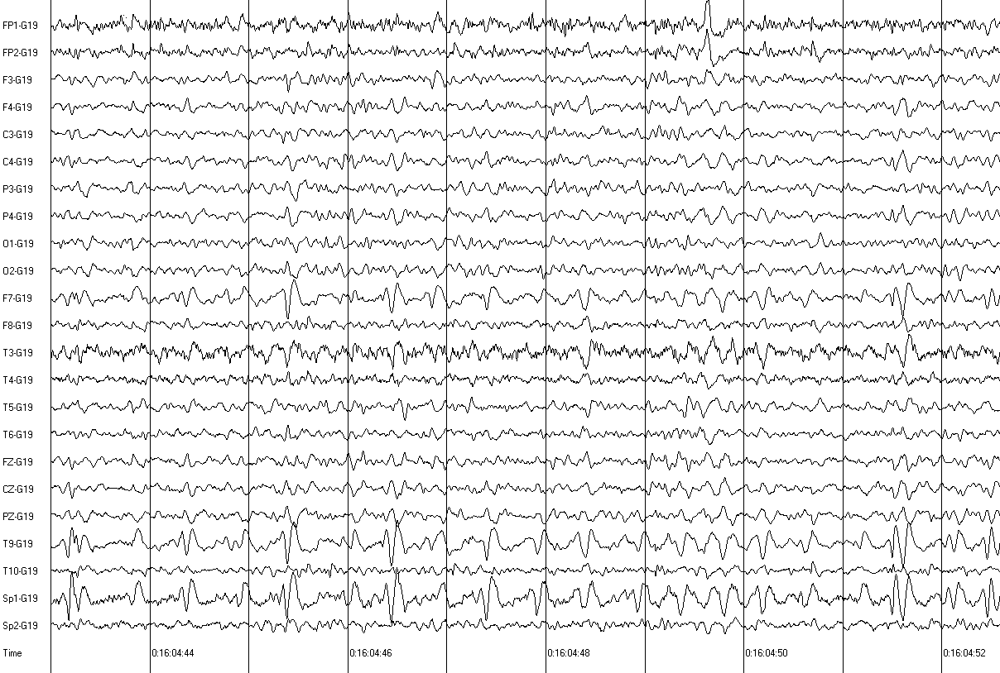 FP1-G19
FP2-G19
F3-G19
F4-G19
C3-G19
C4-G19
P3-G19
P4-G19
O1-G19
O2-G19
F7-G19
F8-G19
T3-G19
T4-G19
T5-G19
T6-G19
FZ-G19
CZ-G19
PZ-G19
T9-G19
T10-G19
Sp1-G19
Sp2-G19
Time 0:16:04:44 0:16:04:46 0:16:04:48 0:16:04:50 0:16:04:52